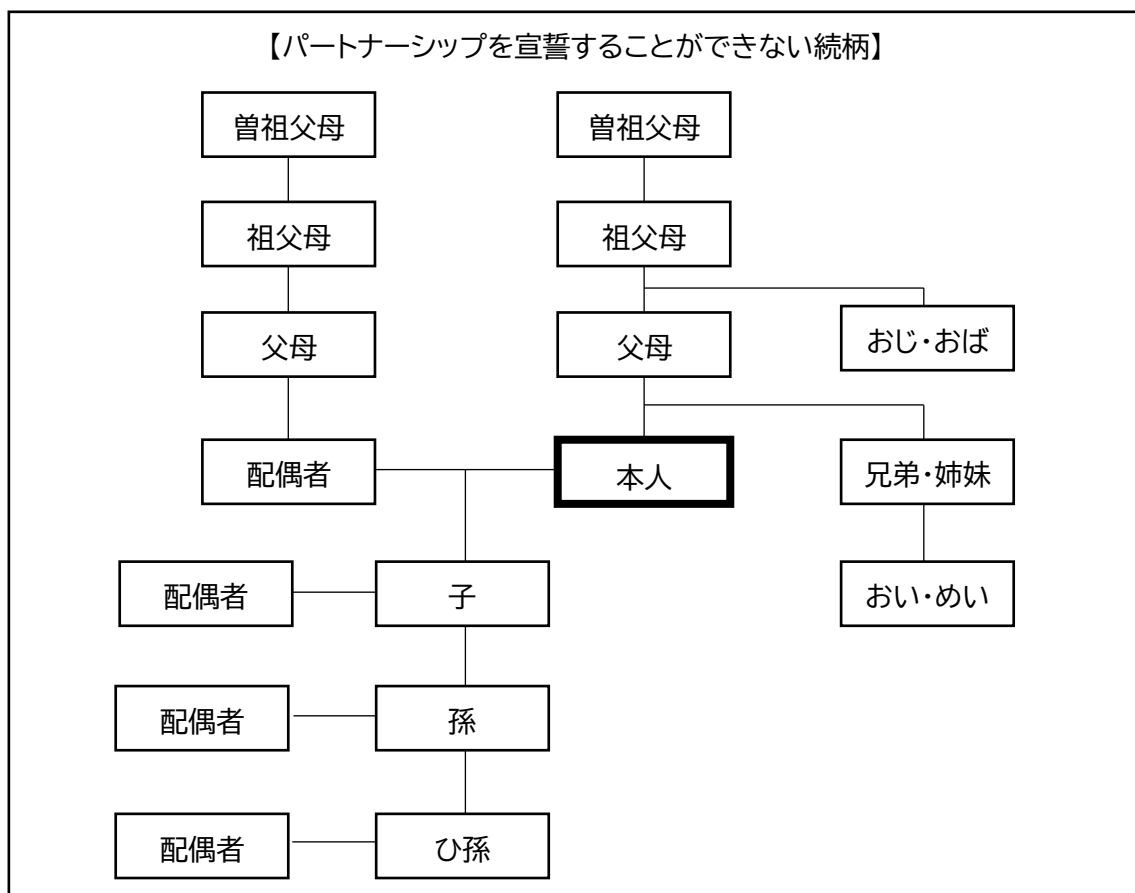 【パートナーシップを宣誓することができない続柄】
曽祖父母
曽祖父母
祖父母
祖父母
父母
父母
おじ・おば
配偶者
本人
兄弟・姉妹
配偶者
子
おい・めい
配偶者
孫
配偶者
ひ孫